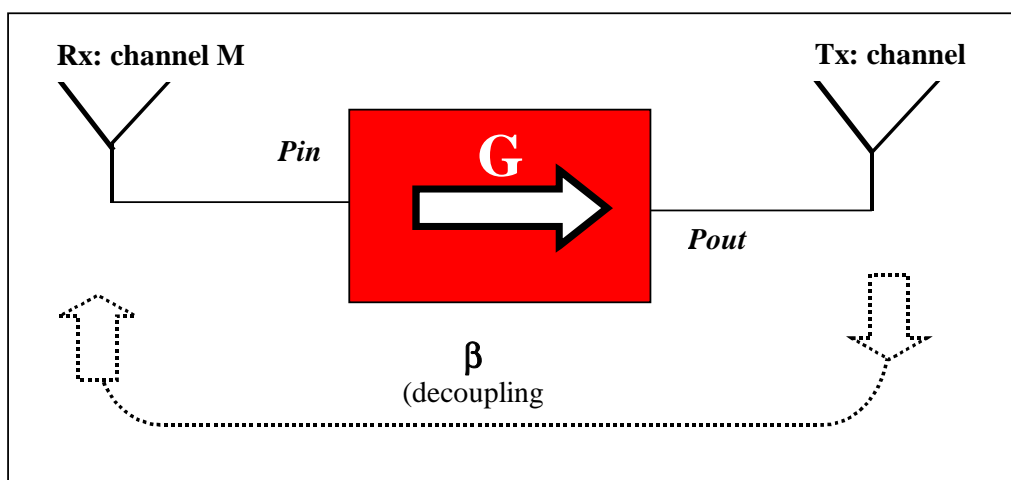 Rx: channel M
Tx: channel
Pin
G
Pout
β
(decoupling